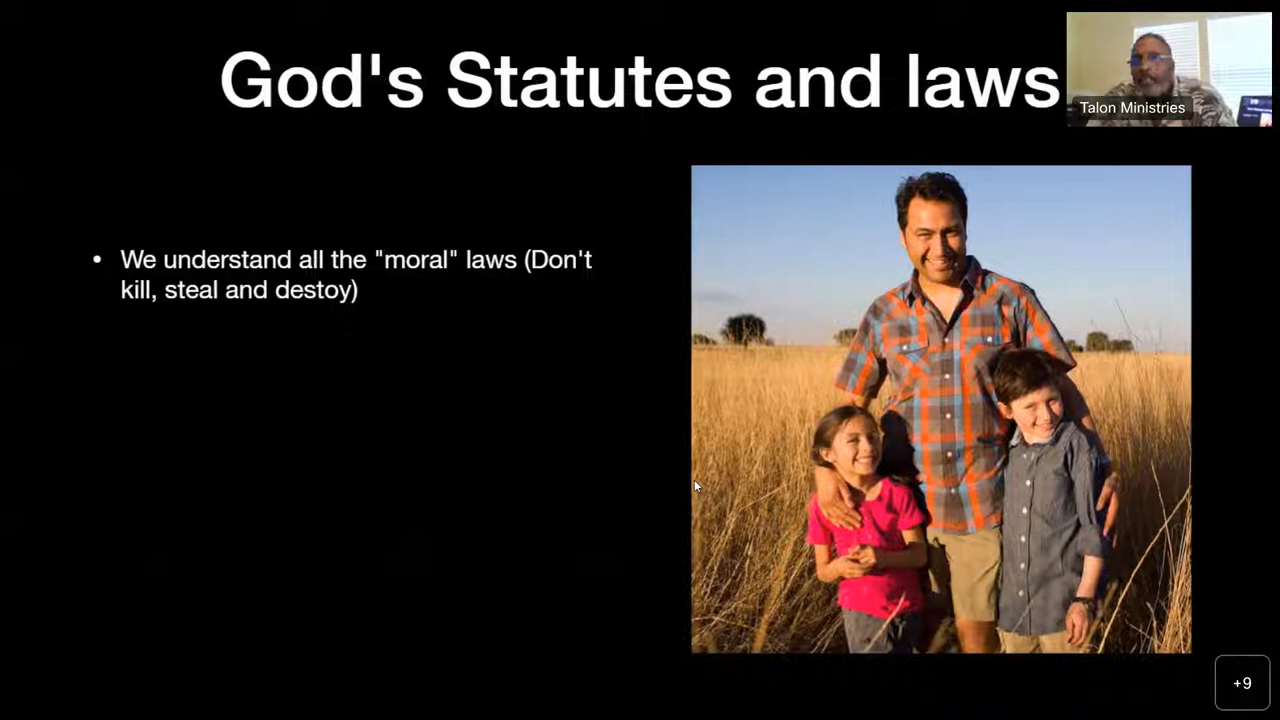 God's Statutes and laws
Talon Ministries
• We understand all the "moral" laws (Don't
kill, steal and destoy)
+9